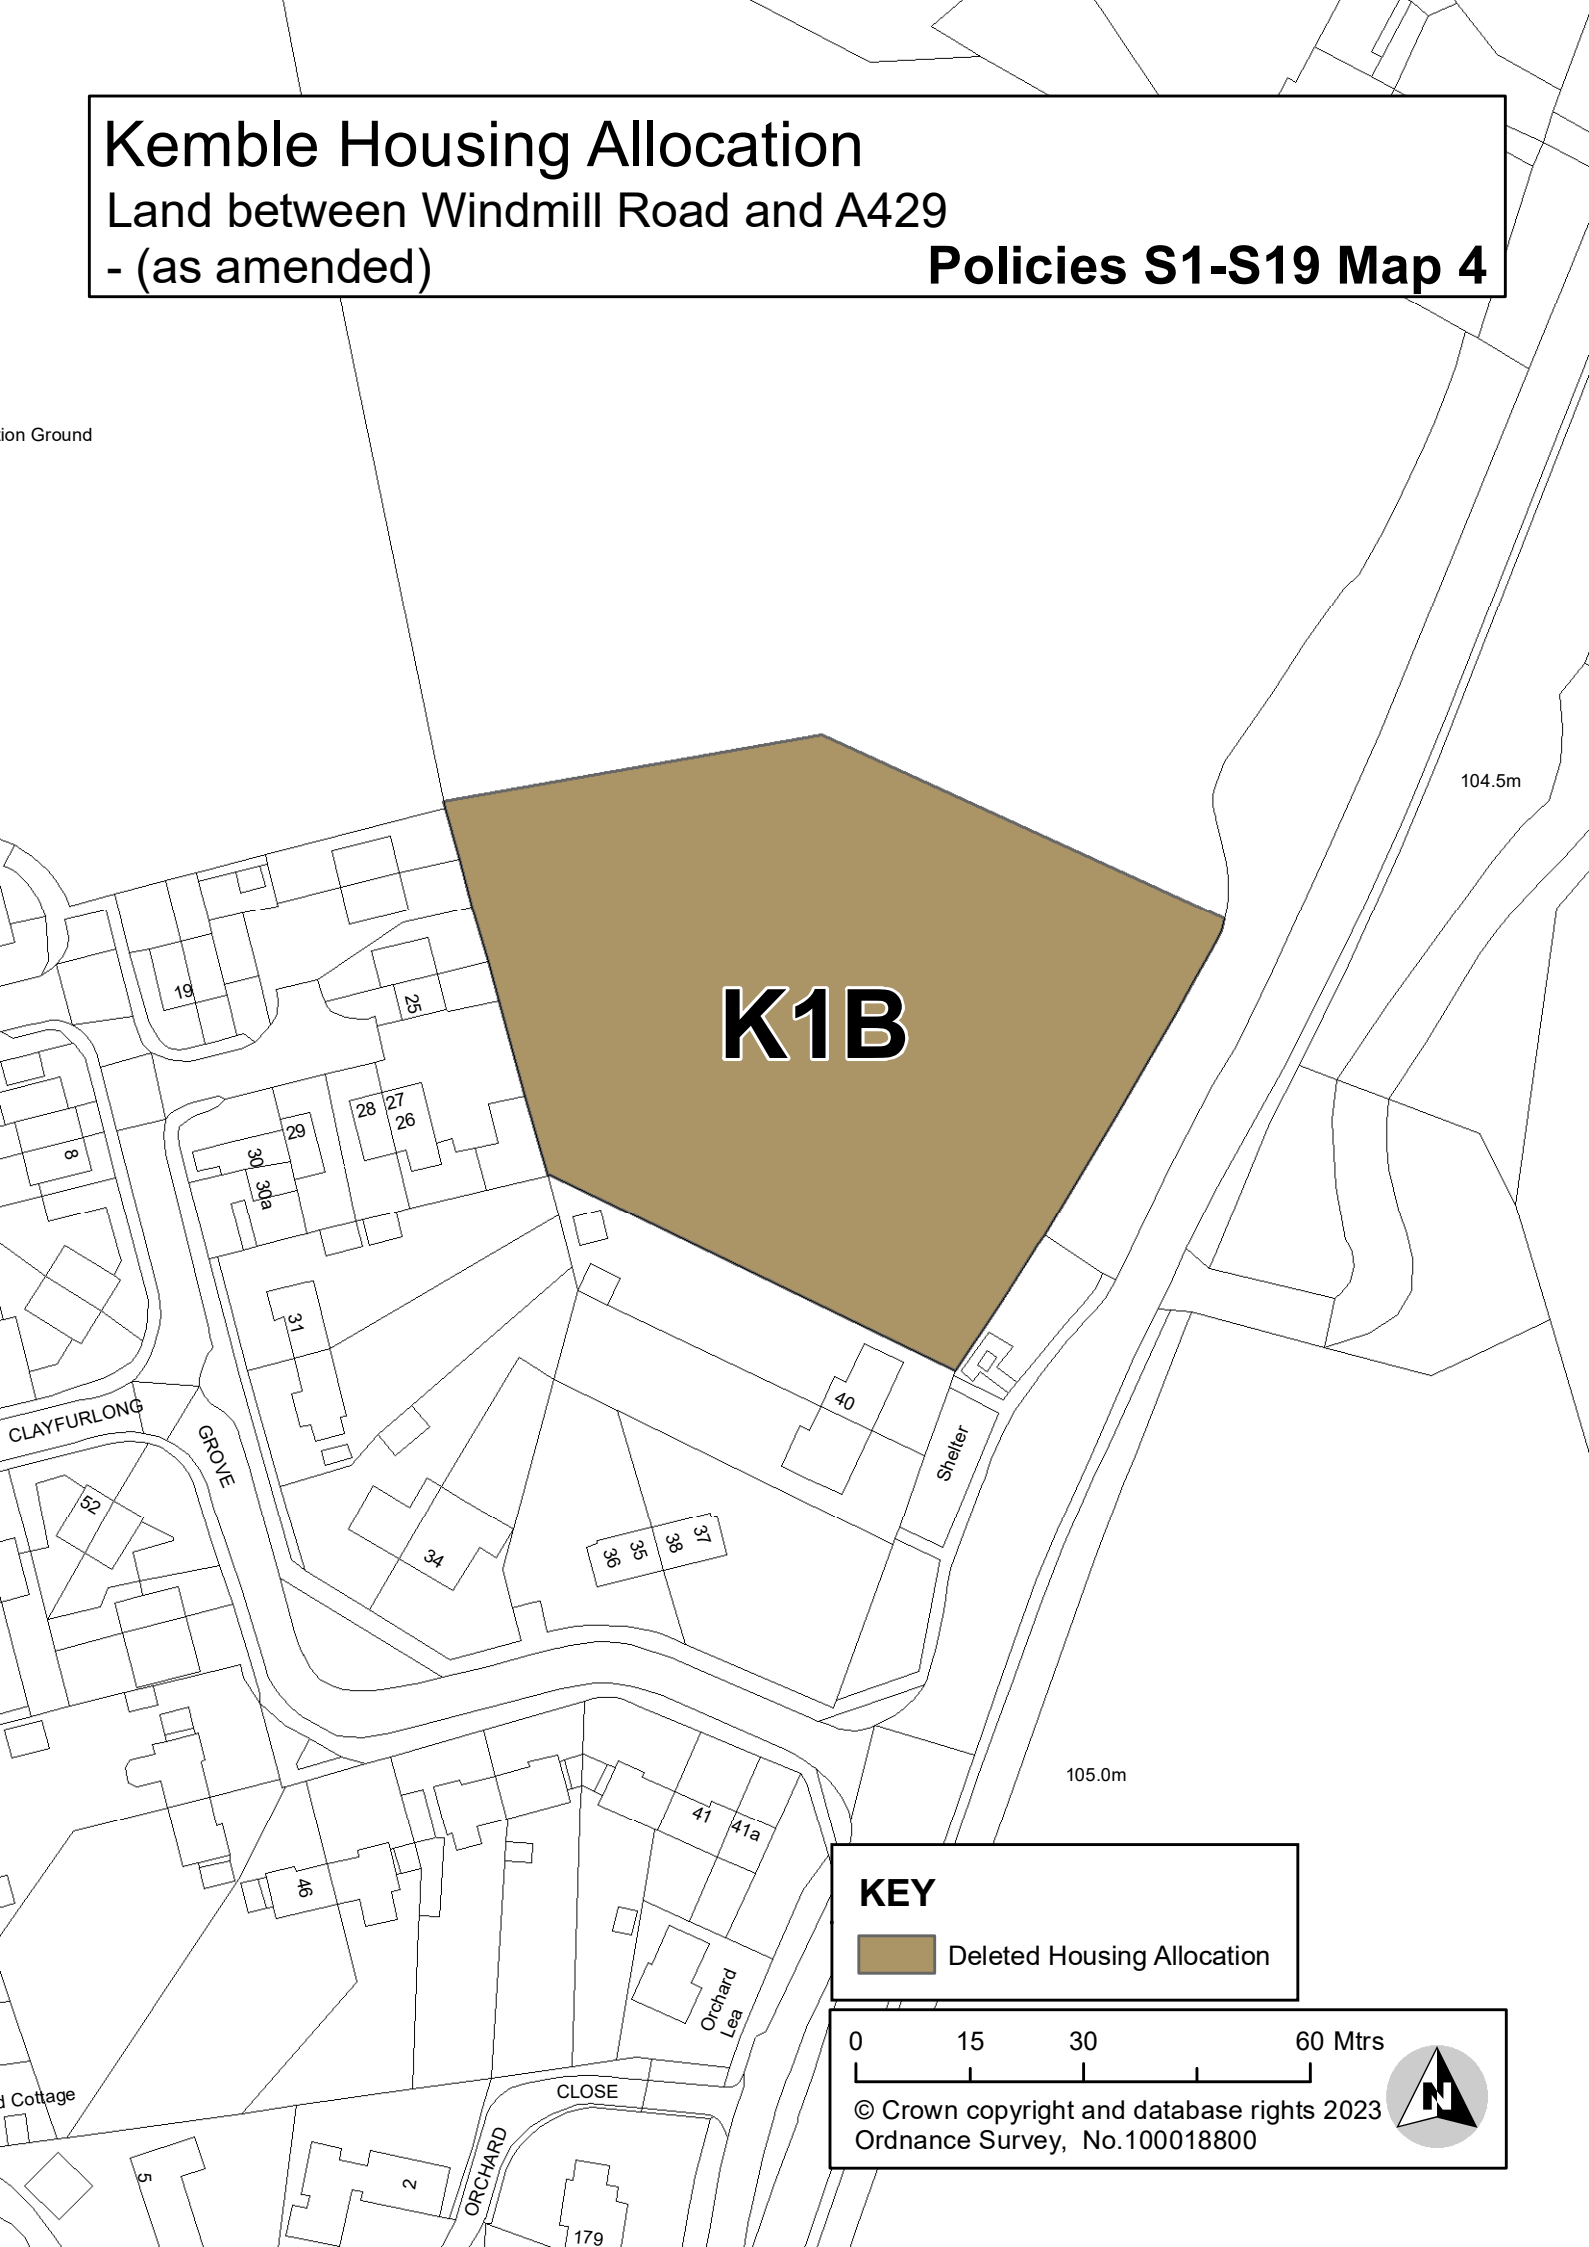 Kemble Housing Allocation
Land between Windmill Road and A429
- (as amended)
Policies S1-S19 Map 4
tion Ground
104.5m
19
25
K1B
28
27
26
29
30
30a
8
31
40
CLAYFURLONG
GROVE
Shelter
52
34
36
35
38
37
105.0m
41
41a
46
KEY
Deleted Housing Allocation
Orchard
Lea
0 15 30 60 Mtrs
N
© Crown copyright and database rights 2023
Ordnance Survey, No.100018800
CLOSE
d Cottage
ORCHARD
5
2
179